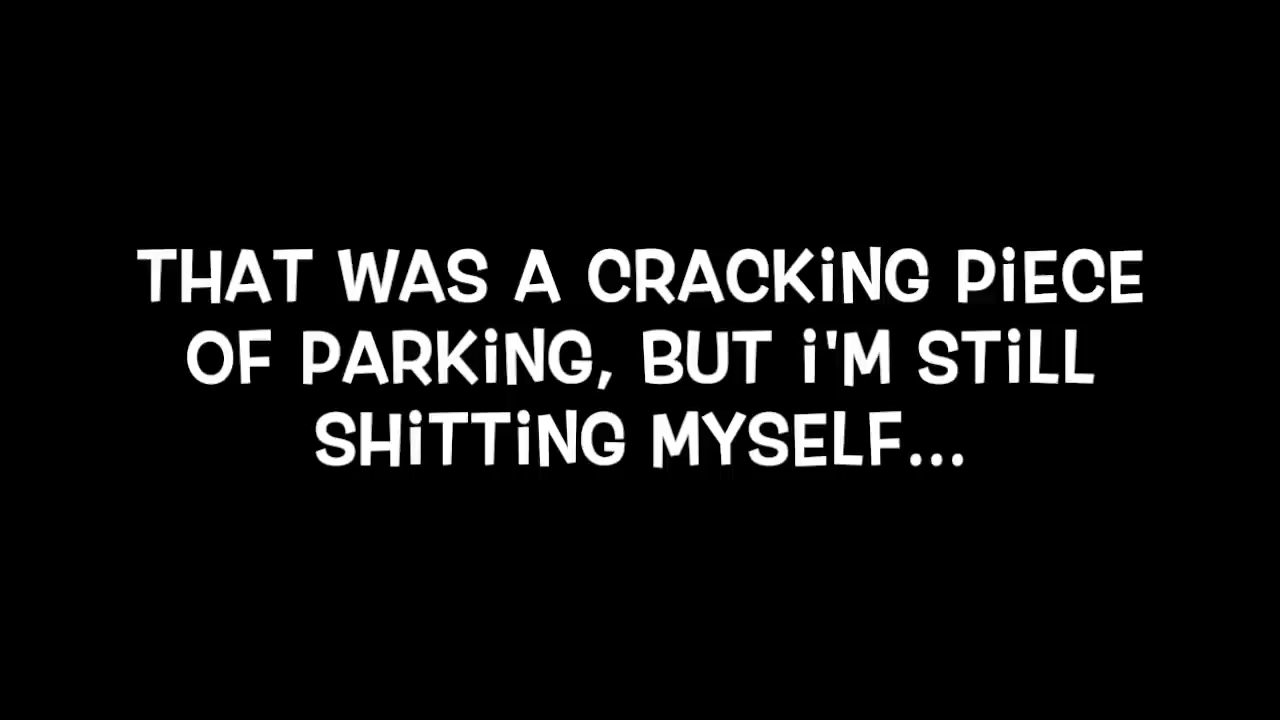 THAT WAS A CRACKiNG PiECE
OF PARKiNG, BUT i'M STiLL
SHiTTiNG MYSELF...